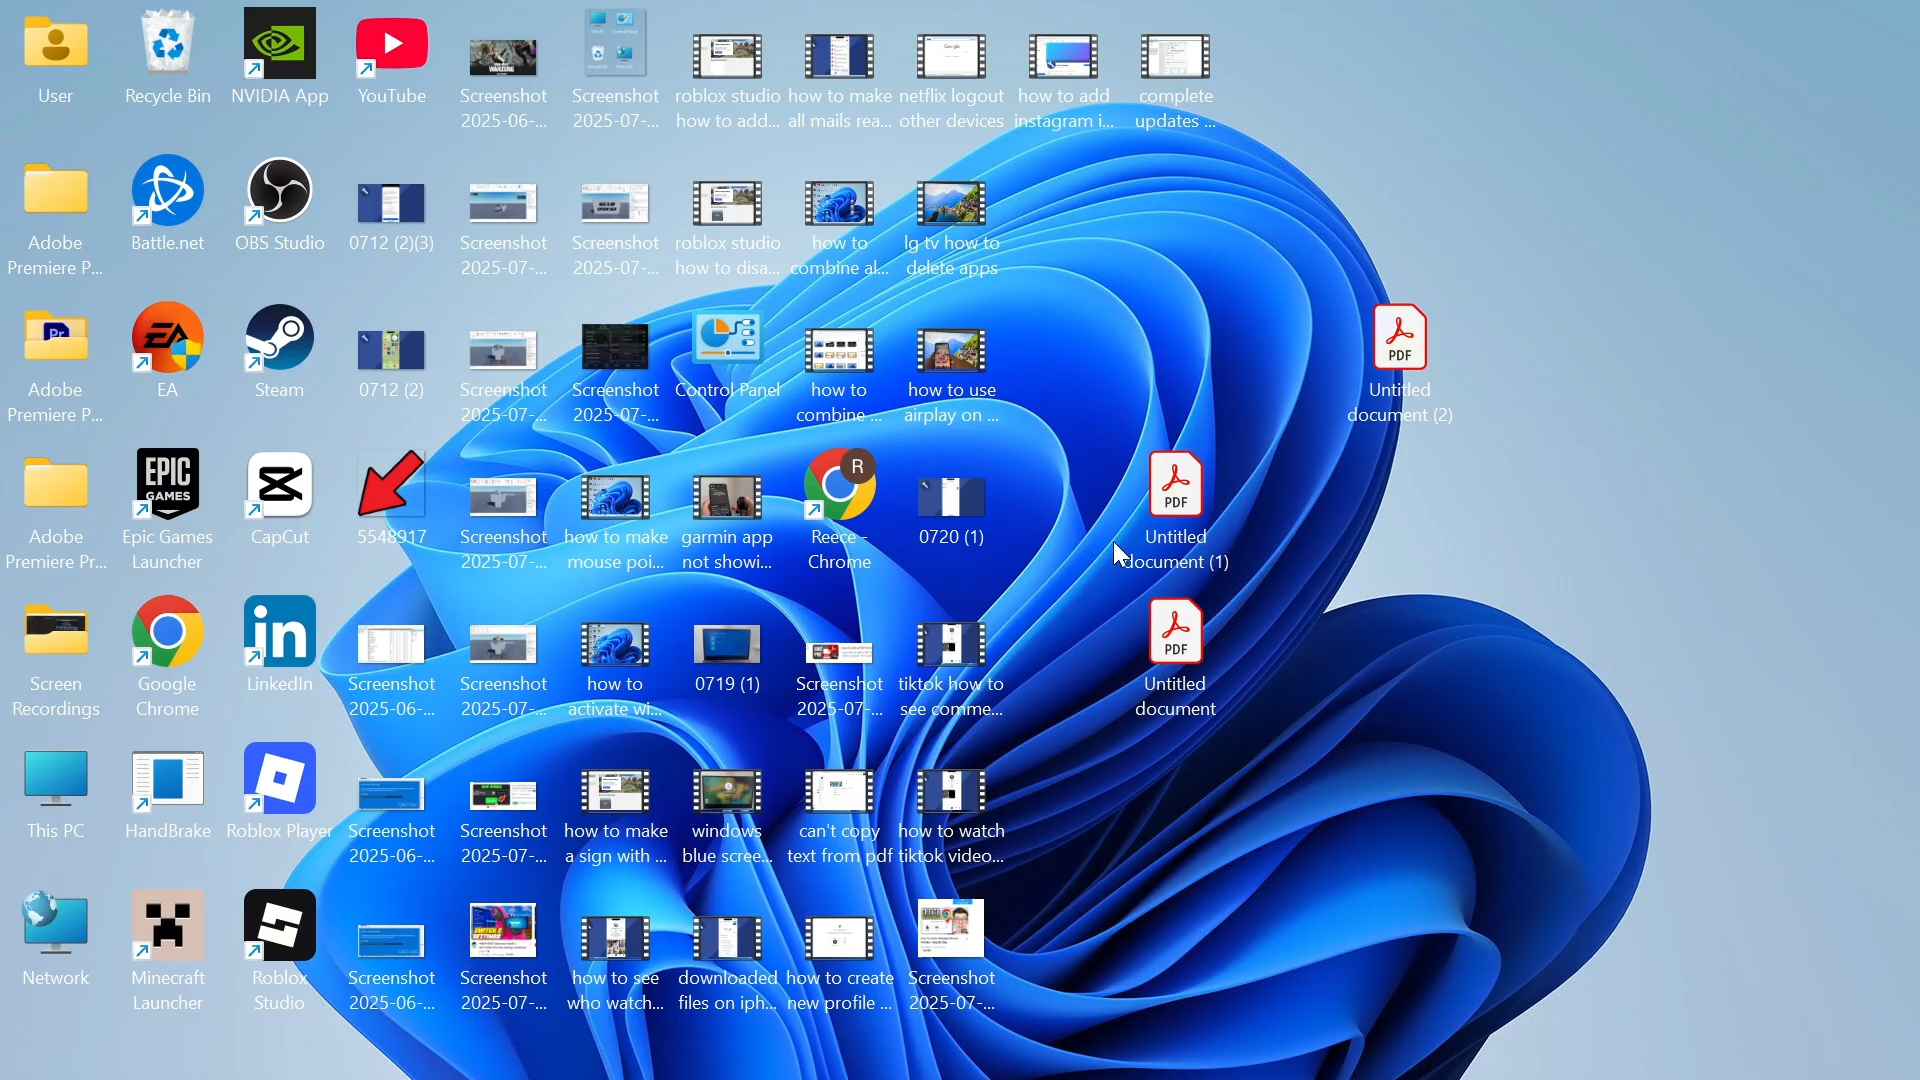 User
Recycle Bin
NVIDIA App
YouTube
Screenshot
2025-06-...
Screenshot
2025-07-...
roblox studio
how to add...
how to make
all mails rea...
netflix logout
other devices
how to add
instagram i...
complete
updates ...
Adobe
Premiere P...
Battle.net
OBS Studio
0712 (2)(3)
Screenshot
2025-07-...
Screenshot
2025-07-...
roblox studio
how to disa...
how to
combine al...
lg tv how to
delete apps
Adobe
Premiere P...
EA
Steam
0712 (2)
Screenshot
2025-07-...
Screenshot
2025-07-...
Control Panel
how to
combine ...
how to use
airplay on ...
PDF
Untitled
document (2)
Adobe
Premiere Pr...
EPIC
GAMES
Epic Games
Launcher
CapCut
5548917
Screenshot
2025-07-...
how to make
mouse poi...
garmin app
not showi...
R
Reece -
Chrome
0720 (1)
PDF
Untitled
document (1)
Screen
Recordings
Google
Chrome
in
LinkedIn
Screenshot
2025-06-...
Screenshot
2025-07-...
how to
activate wi...
0719 (1)
Screenshot
2025-07-...
tiktok how to
see comme...
PDF
Untitled
document
This PC
HandBrake
Roblox Player
Screenshot
2025-06-...
Screenshot
2025-07-...
how to make
a sign with ...
windows
blue scree...
can't copy
text from pdf
how to watch
tiktok video...
Network
Minecraft
Launcher
Roblox
Studio
Screenshot
2025-06-...
Screenshot
2025-07-...
how to see
who watch...
downloaded
files on iph...
how to create
new profile ...
Screenshot
2025-07-...